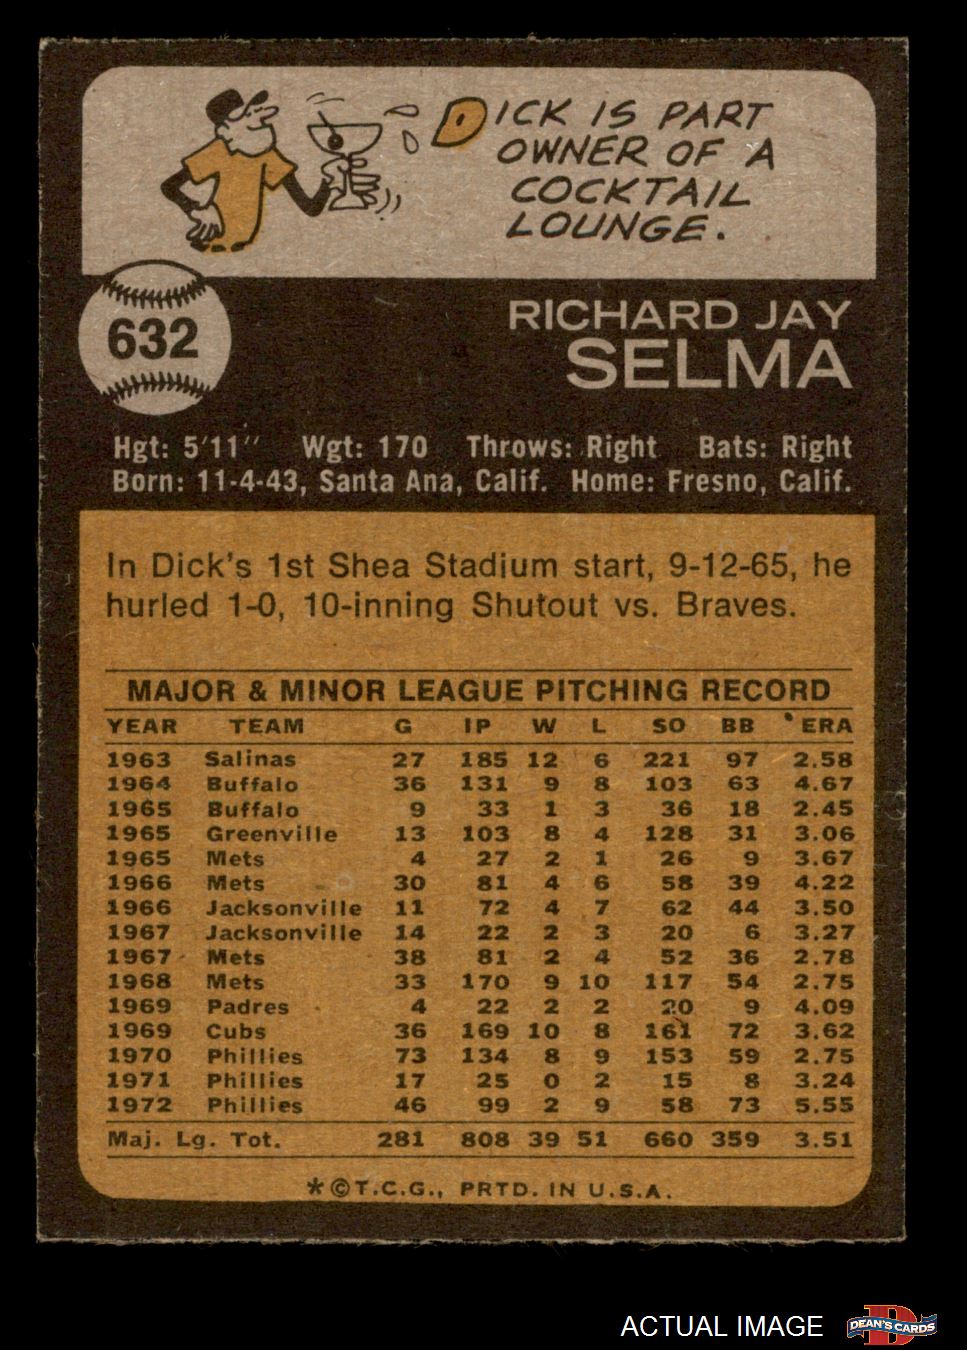 DICK IS PART
OWNER OF A
COCKTAIL
LOUNGE.
632
RICHARD JAY
SELMA
Hgt: 5'11" Wgt: 170 Throws: Right Bats: Right
Born: 11-4-43, Santa Ana, Calif. Home: Fresno, Calif.
In Dick's 1st Shea Stadium start, 9-12-65, he
hurled 1-0, 10-inning Shutout vs. Braves.
MAJOR & MINOR LEAGUE PITCHING RECORD
YEAR TEAM G IP W L SO BB ERA
1963 Salinas 27 185 12 6 221 97 2.58
1964 Buffalo 36 131 9 8 103 63 4.67
1965 Buffalo 9 33 1 3 36 18 2.45
1965 Greenville 13 103 8 4 128 31 3.06
1965 Mets 4 27 2 1 26 9 3.67
1966 Mets 30 81 4 6 58 39 4.22
1966 Jacksonville 11 72 4 7 62 44 3.50
1967 Jacksonville 14 22 2 3 20 6 3.27
1967 Mets 38 81 2 4 52 36 2.78
1968 Mets 33 170 9 10 117 54 2.75
1969 Padres 4 22 2 2 20 9 4.09
1969 Cubs 36 169 10 8 161 72 3.62
1970 Phillies 73 134 8 9 153 59 2.75
1971 Phillies 17 25 0 2 15 8 3.24
1972 Phillies 46 99 2 9 58 73 5.55
Maj. Lg. Tot. 281 808 39 51 660 359 3.51
*©T.C.G., PRTD. IN U.S.A.
ACTUAL IMAGE
D
DEAN'S CARDS